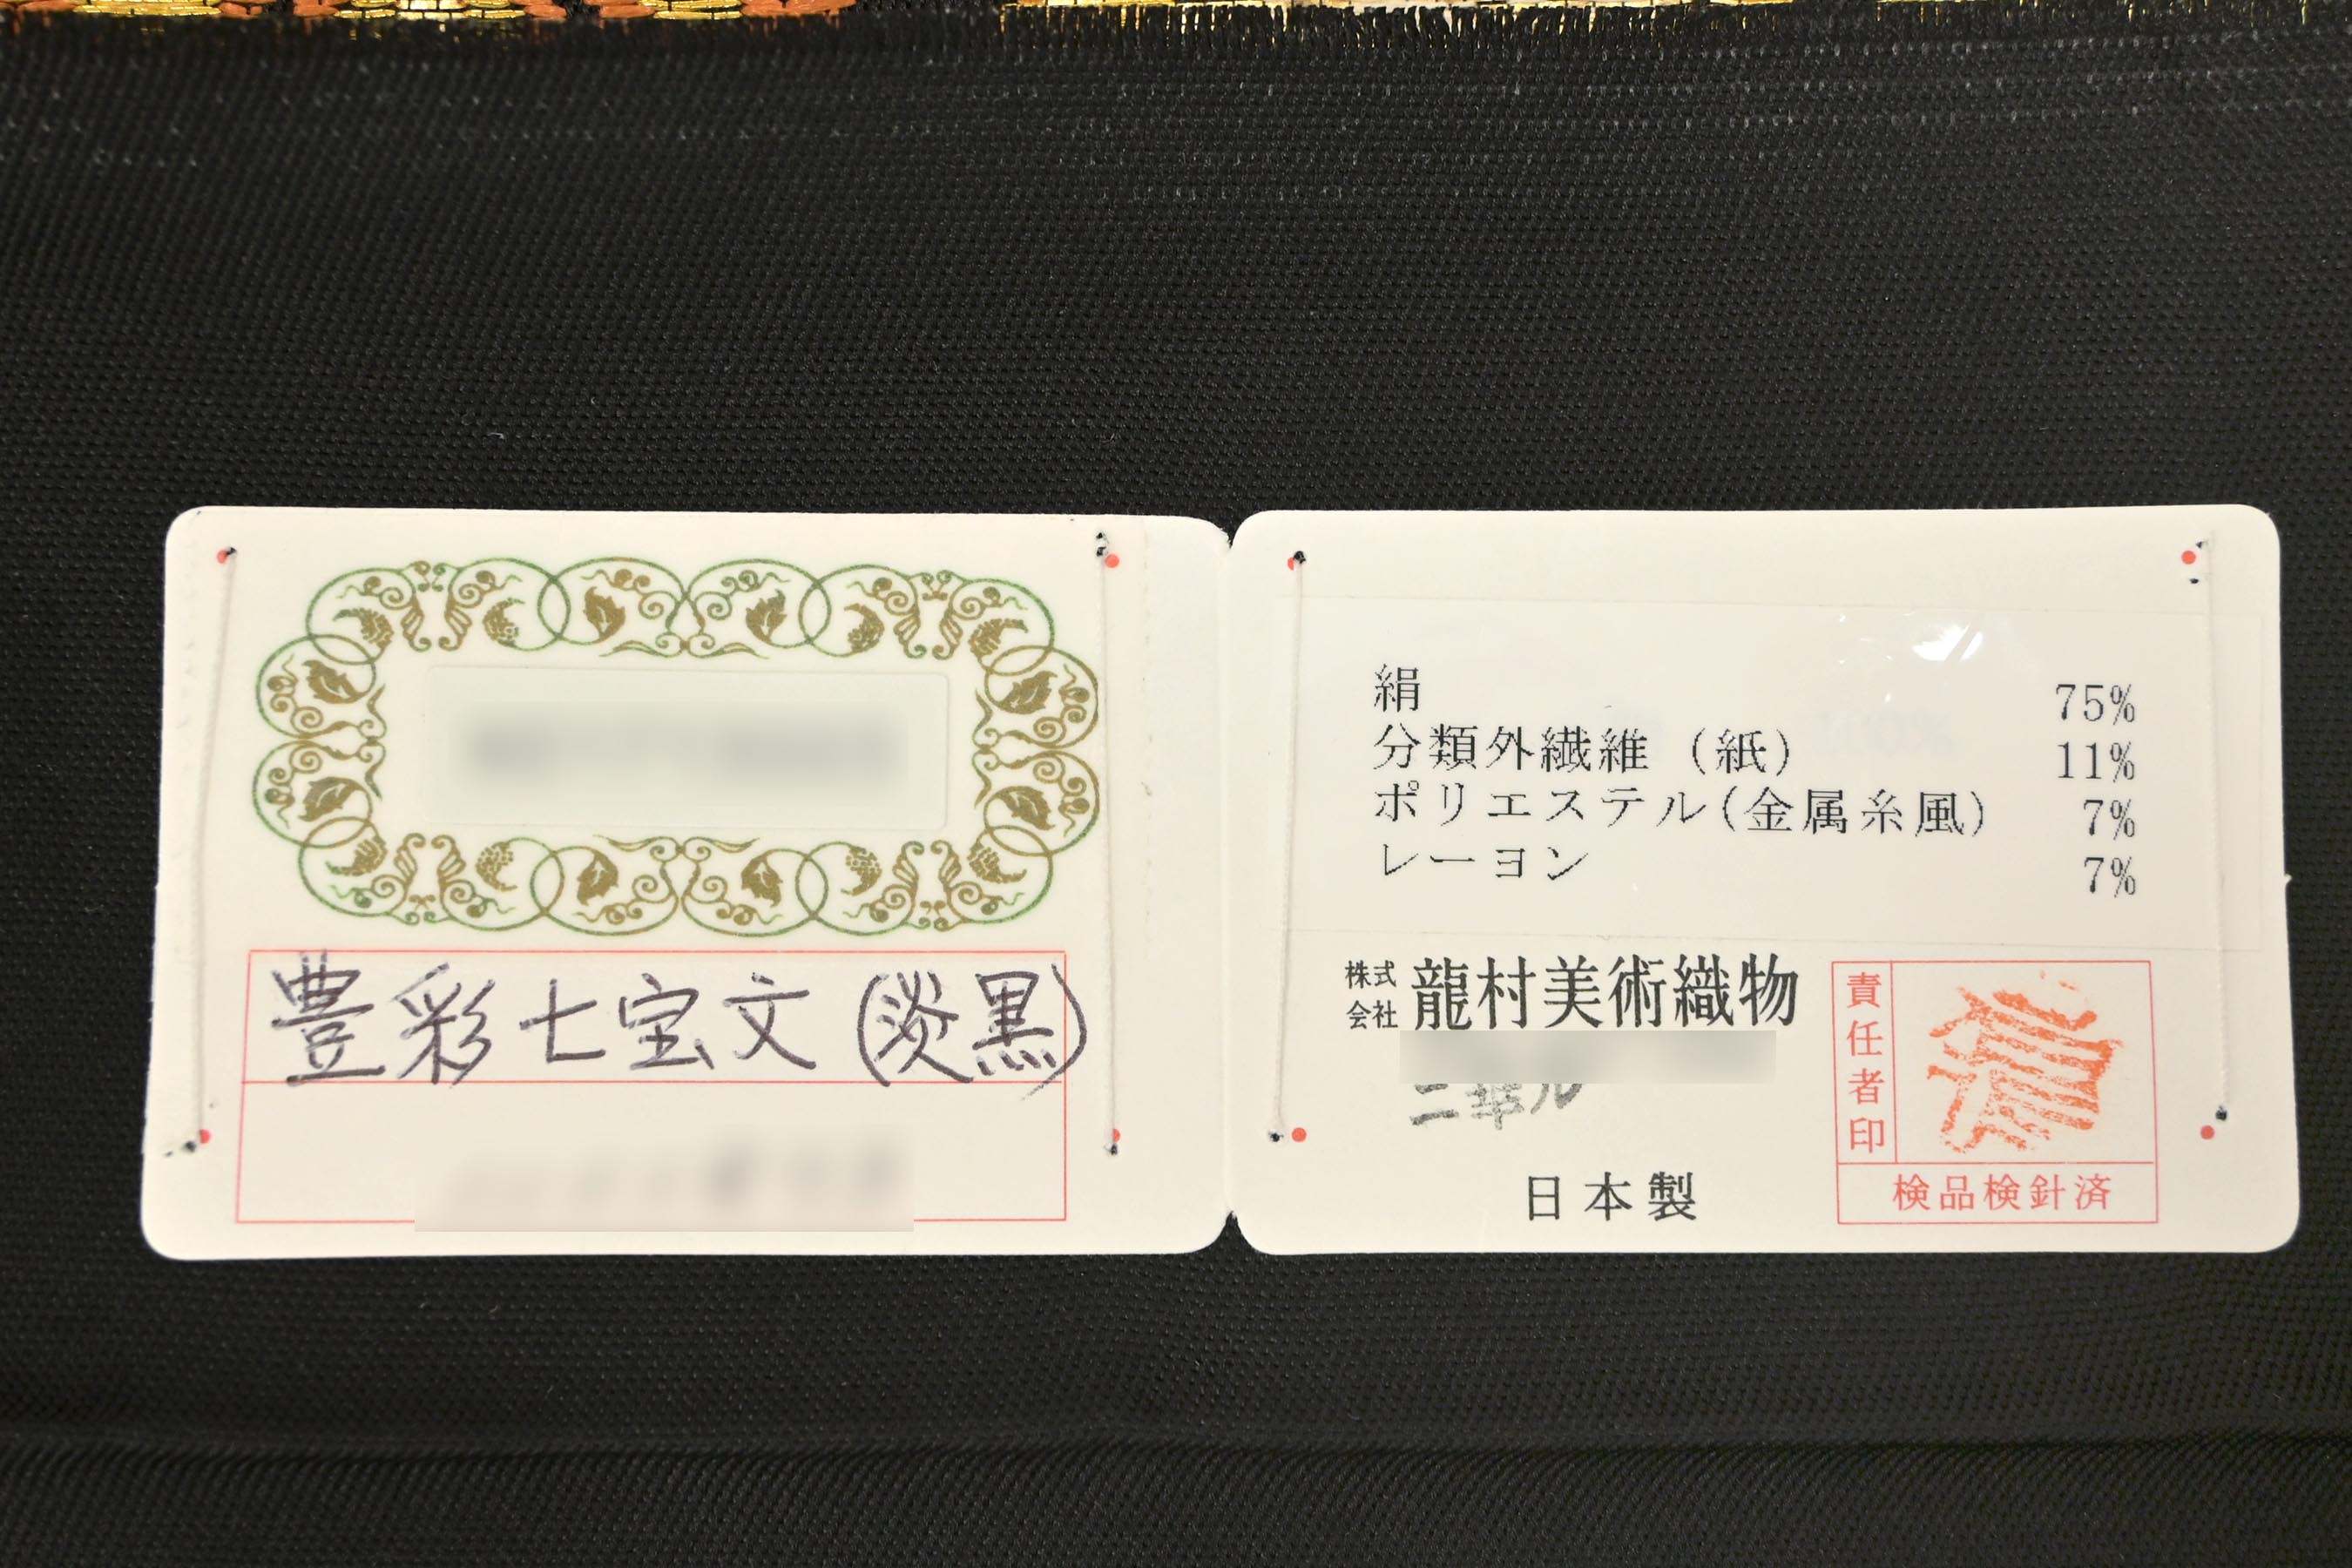 豊彩七宝文(淡黒)
絹 75%
分類外繊維(紙) 11%
ポリエステル(金属糸風) 7%
レーヨン 7%
株式会社 龍村美術織物
日本製
責任者印
検品検針済